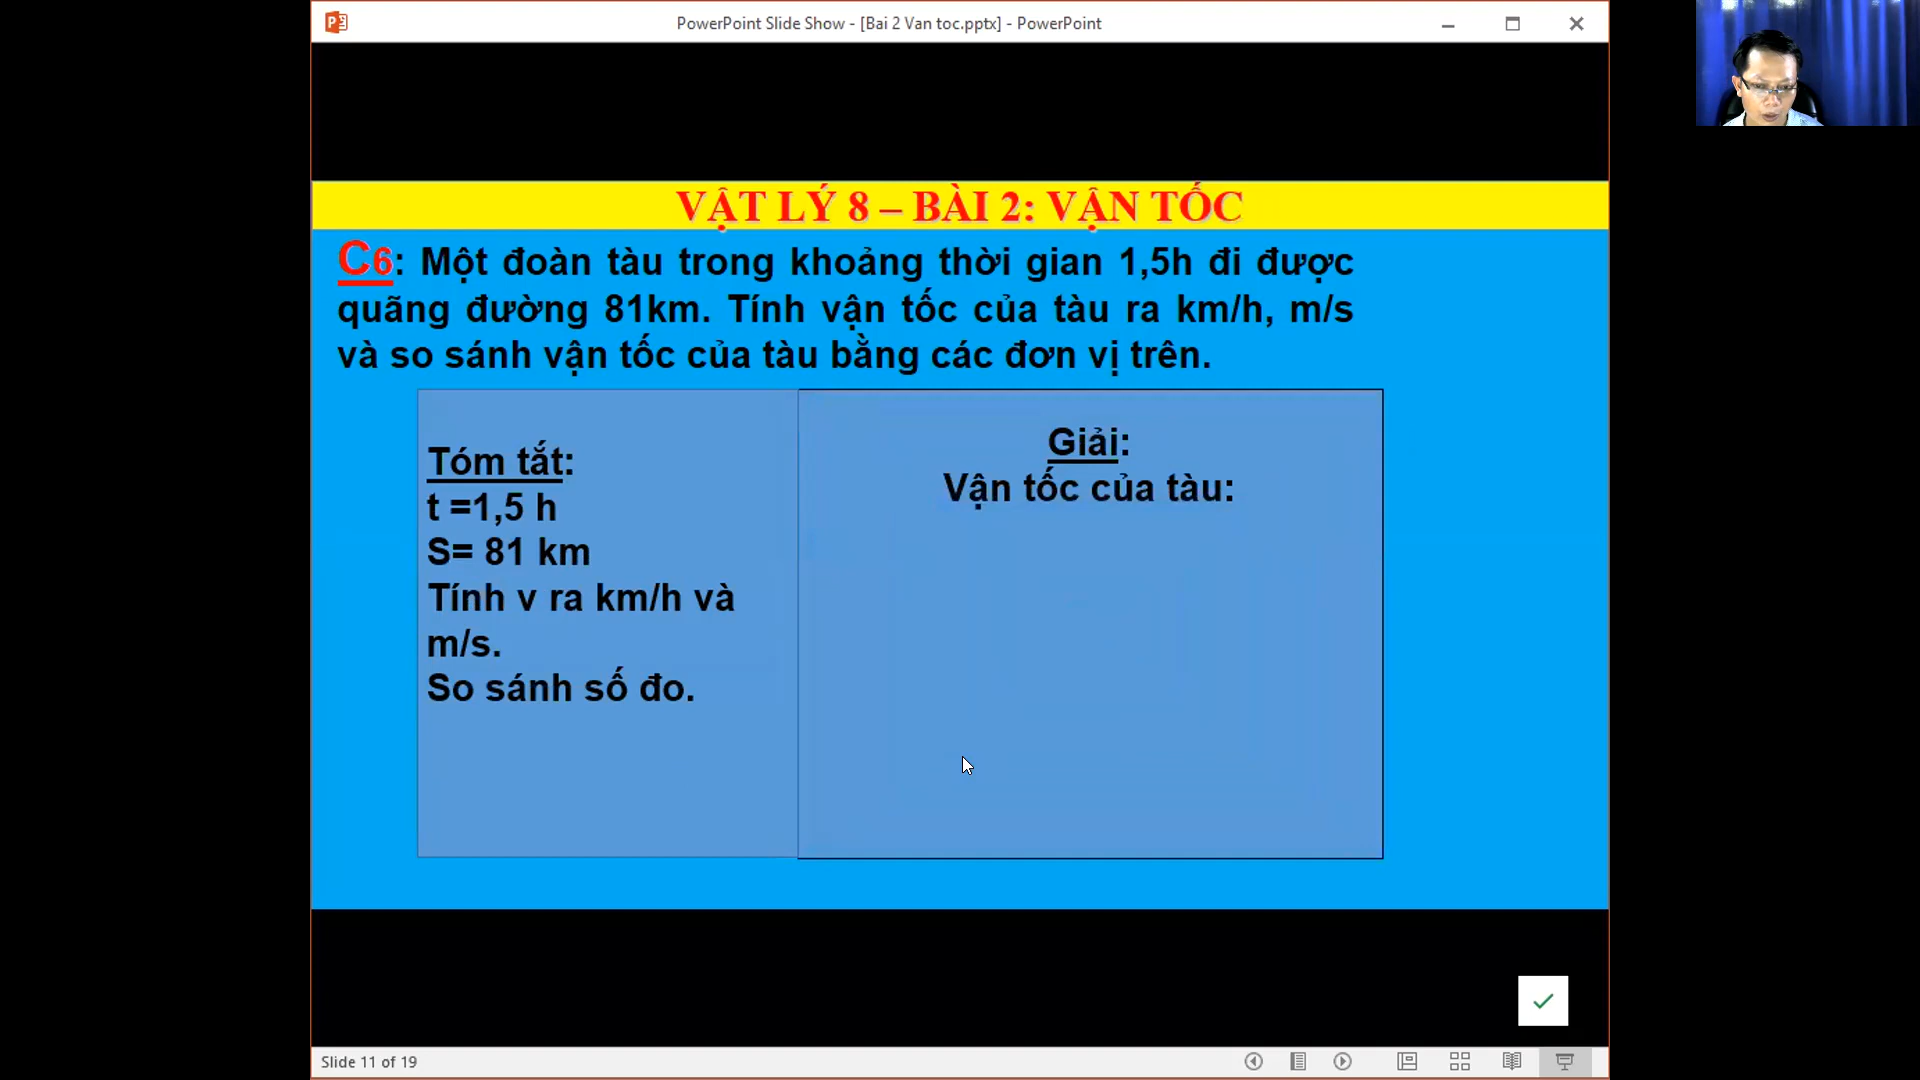 PowerPoint Slide Show - [Bai 2 Van toc.pptx] - PowerPoint
VẬT LÝ 8 – BÀI 2: VẬN TỐC
C6: Một đoàn tàu trong khoảng thời gian 1,5h đi được
quãng đường 81km. Tính vận tốc của tàu ra km/h, m/s
và so sánh vận tốc của tàu bằng các đơn vị trên.
Tóm tắt:
t =1,5 h
S= 81 km
Tính v ra km/h và
m/s.
So sánh số đo.
Giải:
Vận tốc của tàu:
Slide 11 of 19